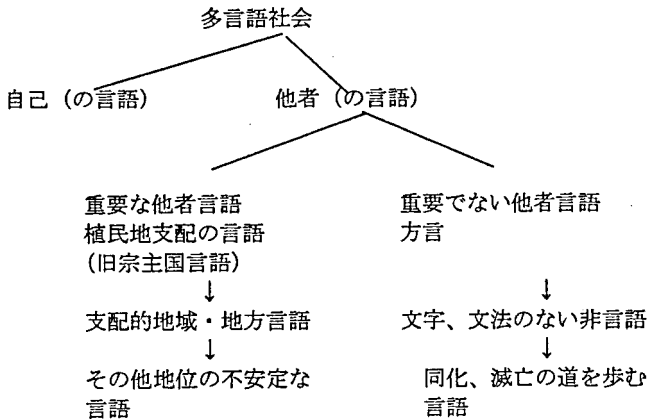 多言語社会
自己(の言語)
他者(の言語)
重要な他者言語
植民地支配の言語
(旧宗主国言語)
↓
支配的地域・地方言語
↓
その他地位の不安定な
言語
重要でない他者言語
方言
↓
文字、文法のない非言語
↓
同化、滅亡の道を歩む
言語